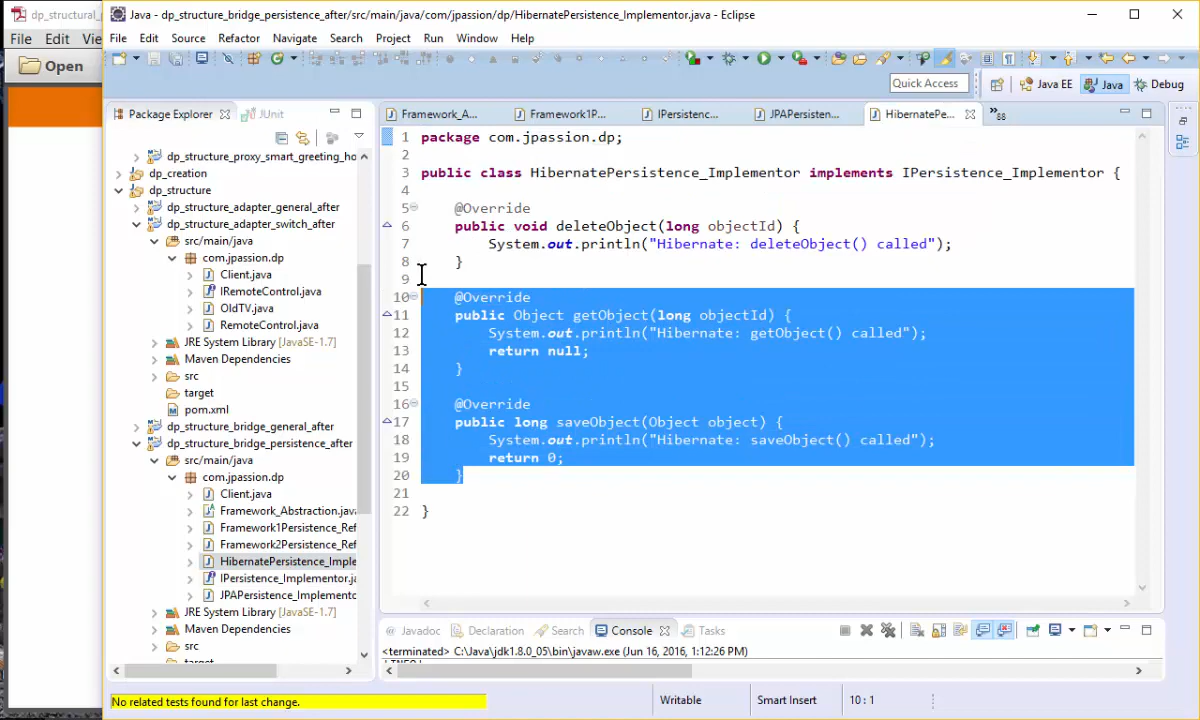 dp_structural_
File Edit Vie
Open
Java - dp_structure_bridge_persistence_after/src/main/java/com/jpassion/dp/HibernatePersistence_Implementor.java - Eclipse
File Edit Source Refactor Navigate Search Project Run Window Help
Quick Access
Java EE Java Debug
Package Explorer JUnit
dp_structure_proxy_smart_greeting_ho
dp_creation
dp_structure
dp_structure_adapter_general_after
dp_structure_adapter_switch_after
src/main/java
com.jpassion.dp
Client.java
IRemoteControl.java
OldTV.java
RemoteControl.java
JRE System Library [JavaSE-1.7]
Maven Dependencies
src
target
pom.xml
dp_structure_bridge_general_after
dp_structure_bridge_persistence_after
src/main/java
com.jpassion.dp
Client.java
Framework_Abstraction.java
Framework1Persistence_Ref
Framework2Persistence_Ref
HibernatePersistence_Imple
IPersistence_Implementor.ja
JPAPersistence_Implemento
JRE System Library [JavaSE-1.7]
Maven Dependencies
src
target
Framework_A... Framework1P... IPersistenc... JPAPersisten... HibernatePe... »88
1 package com.jpassion.dp;
2
3 public class HibernatePersistence_Implementor implements IPersistence_Implementor {
4
5 @Override
6 public void deleteObject(long objectId) {
7 System.out.println("Hibernate: deleteObject() called");
8 }
9
10 @Override
11 public Object getObject(long objectId) {
12 System.out.println("Hibernate: getObject() called");
13 return null;
14 }
15
16 @Override
17 public long saveObject(Object object) {
18 System.out.println("Hibernate: saveObject() called");
19 return 0;
20 }
21
22 }
Javadoc Declaration Search Console Tasks
<terminated> C:\Java\jdk1.8.0_05\bin\javaw.exe (Jun 16, 2016, 1:12:26 PM)
No related tests found for last change.
Writable Smart Insert 10 : 1